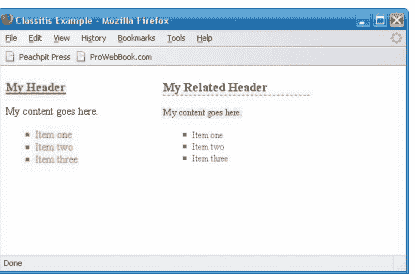 Classitis Example - Mozilla Firefox
File Edit View History Bookmarks Tools Help
Peachpit Press ProWebBook.com
My Header
My content goes here.
Item one
Item two
Item three
My Related Header
My content goes here.
Item one
Item two
Item three
Done